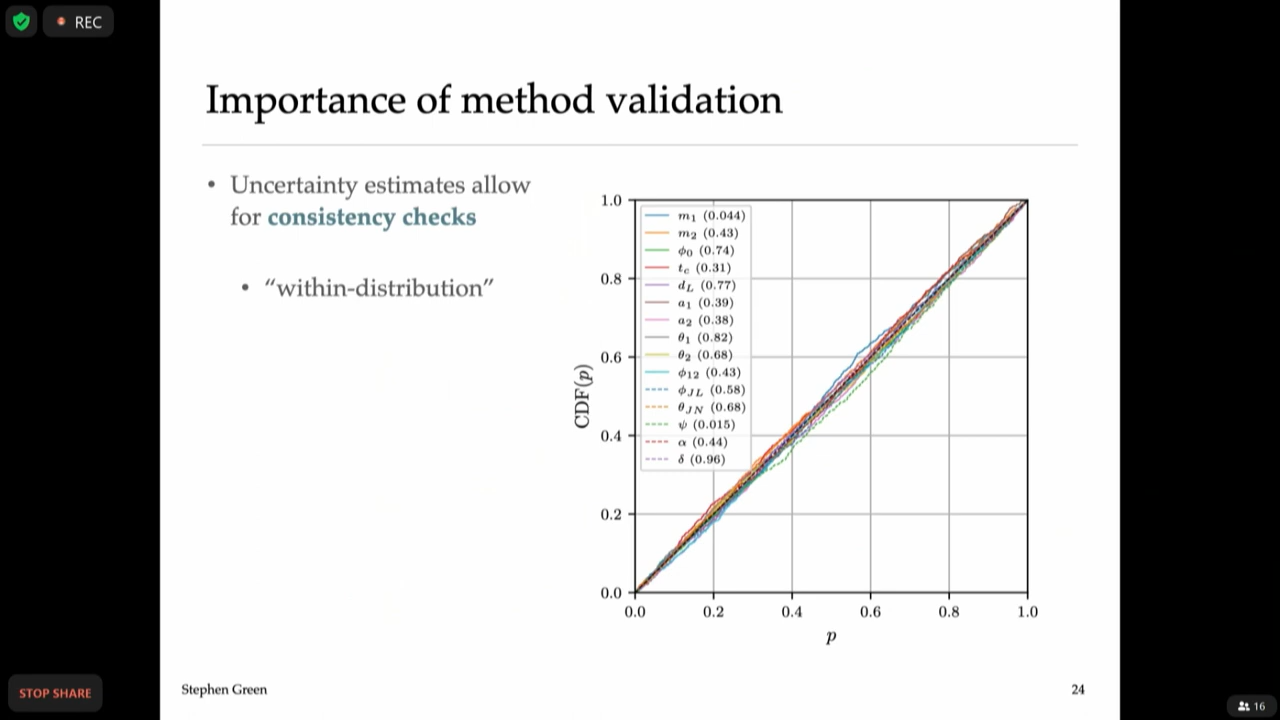 REC
Importance of method validation
• Uncertainty estimates allow
for consistency checks
• “within-distribution”
1.0
0.8
0.6
0.4
0.2
0.0
CDF(p)
m₁ (0.044)
m₂ (0.43)
ϕ₀ (0.74)
t_c (0.31)
d_L (0.77)
a₁ (0.39)
a₂ (0.38)
θ₁ (0.82)
θ₂ (0.68)
ϕ₁₂ (0.43)
ϕ_JL (0.58)
θ_JN (0.68)
ψ (0.015)
α (0.44)
δ (0.96)
0.0 0.2 0.4 0.6 0.8 1.0
p
STOP SHARE
Stephen Green
24
16